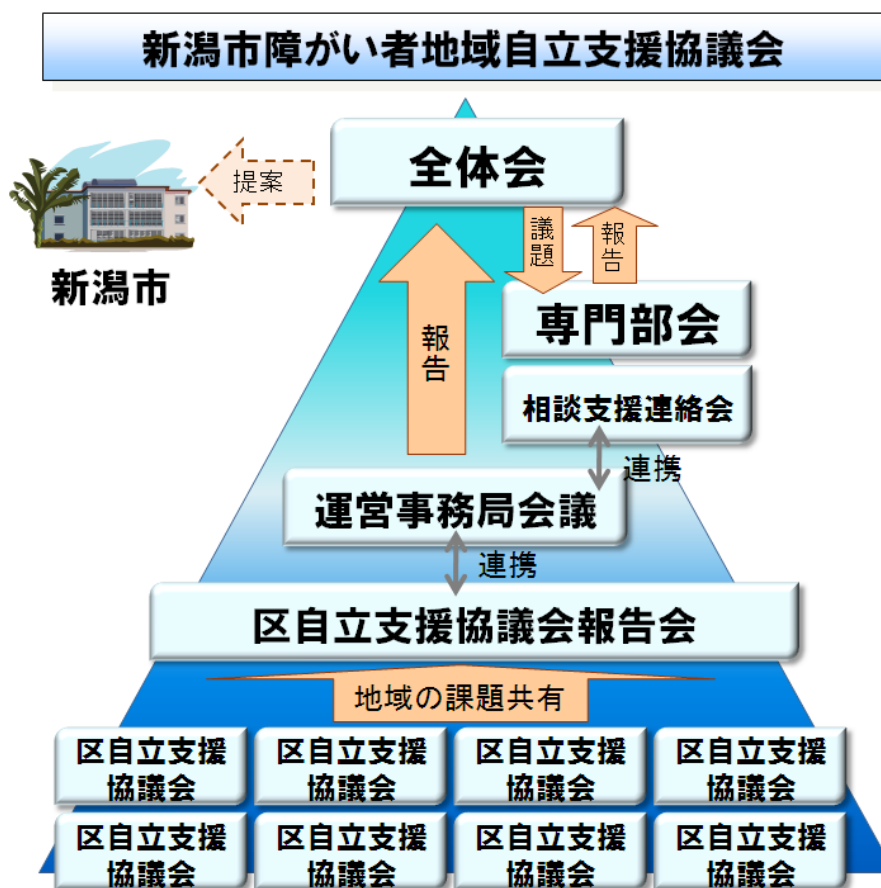 新潟市障がい者地域自立支援協議会
全体会
提案
新潟市
議題
報告
報告
専門部会
相談支援連絡会
連携
運営事務局会議
連携
区自立支援協議会報告会
地域の課題共有
区自立支援
協議会
区自立支援
協議会
区自立支援
協議会
区自立支援
協議会
区自立支援
協議会
区自立支援
協議会
区自立支援
協議会
区自立支援
協議会